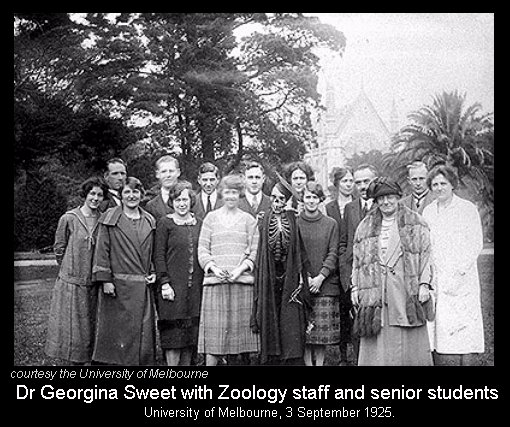 courtesy the University of Melbourne
Dr Georgina Sweet with Zoology staff and senior students
University of Melbourne, 3 September 1925.